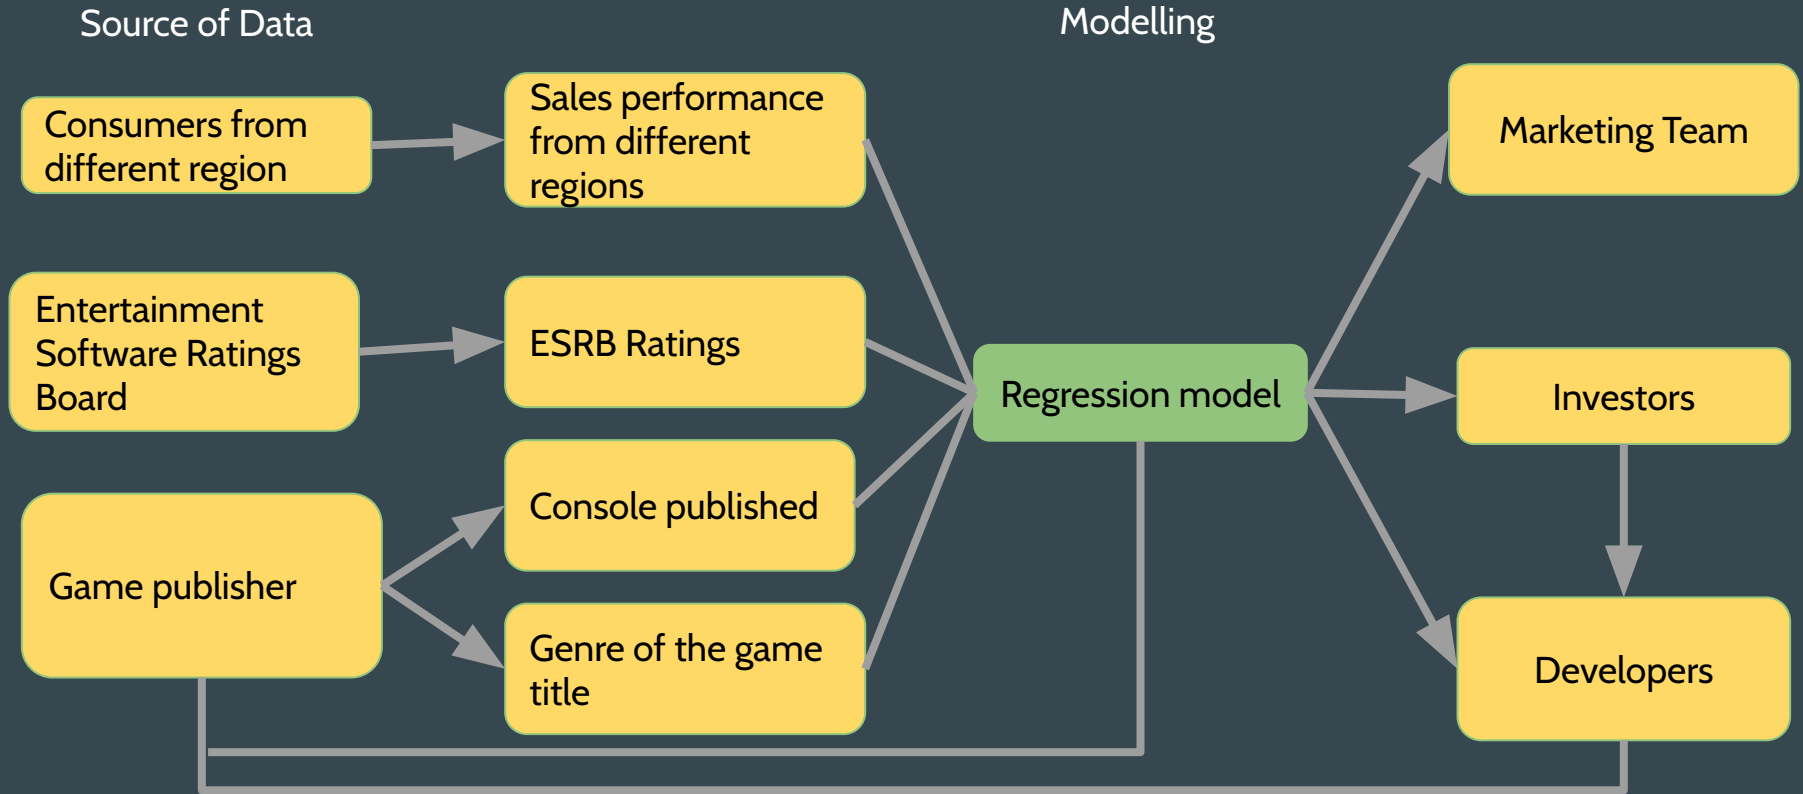 Source of Data
Modelling
Consumers from
different region
Sales performance
from different
regions
Marketing Team
Entertainment
Software Ratings
Board
ESRB Ratings
Regression model
Investors
Game publisher
Console published
Genre of the game
title
Developers